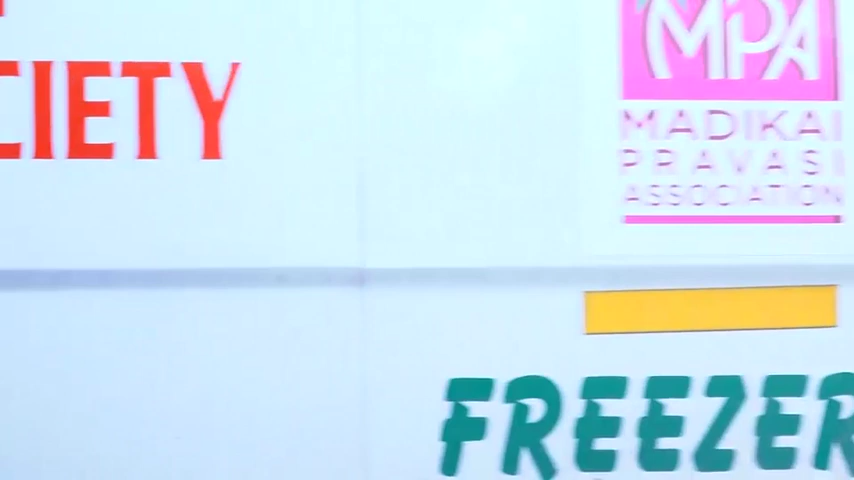 CIETY
MPA
MADIKAI
PRAVASI
ASSOCIATION
FREEZER